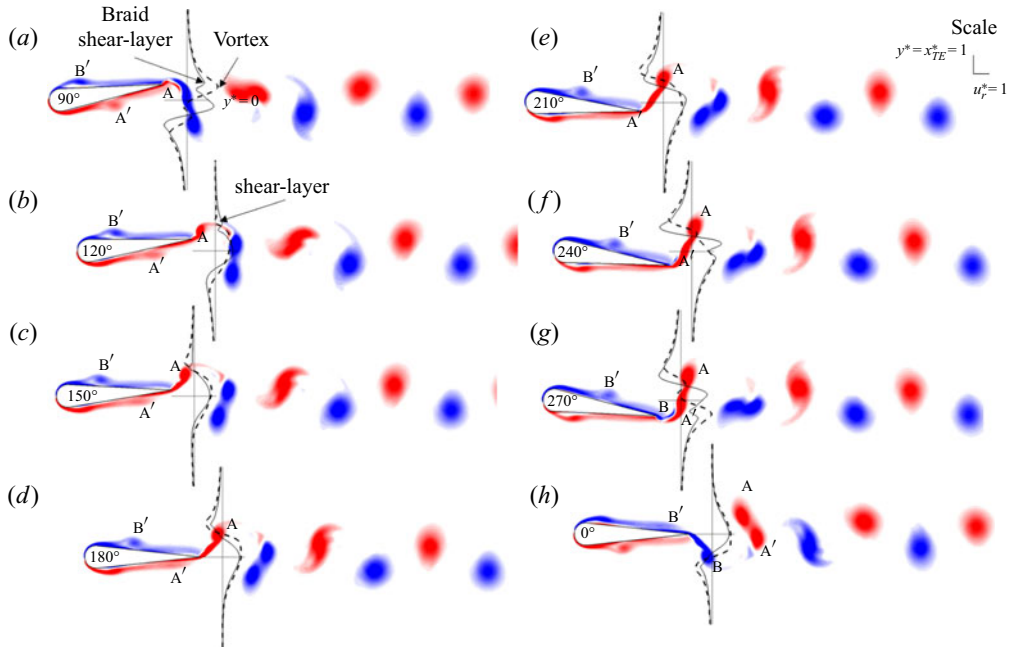 Braid
shear-layer
Vortex
(a)
B′
90°
A
A′
y* = 0
(b)
shear-layer
B′
120°
A
A′
(c)
B′
150°
A
A′
(d)
B′
180°
A
A′
(e)
B′
210°
A
A′
Scale
y* = x*TE = 1
u*r = 1
(f)
B′
240°
A
A′
(g)
B′
270°
B
A
A′
(h)
0°
B′
A
A′
B